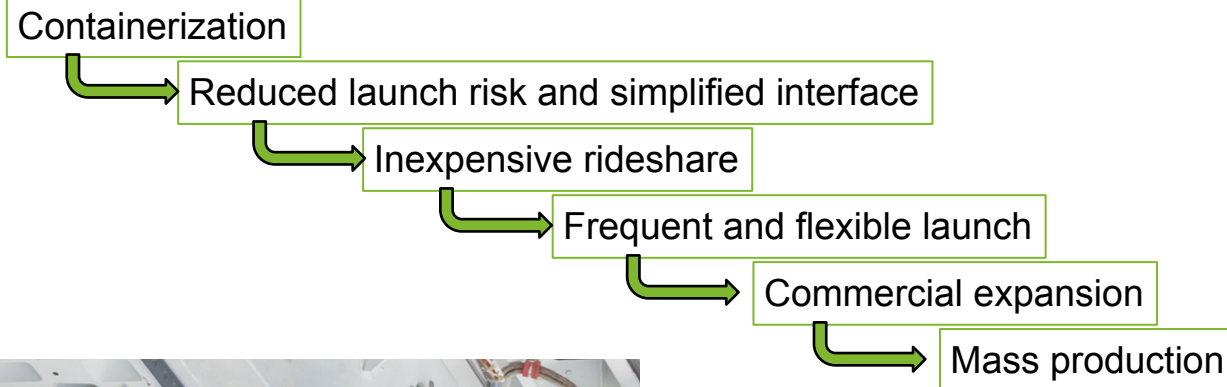 Containerization
Reduced launch risk and simplified interface
Inexpensive rideshare
Frequent and flexible launch
Commercial expansion
Mass production